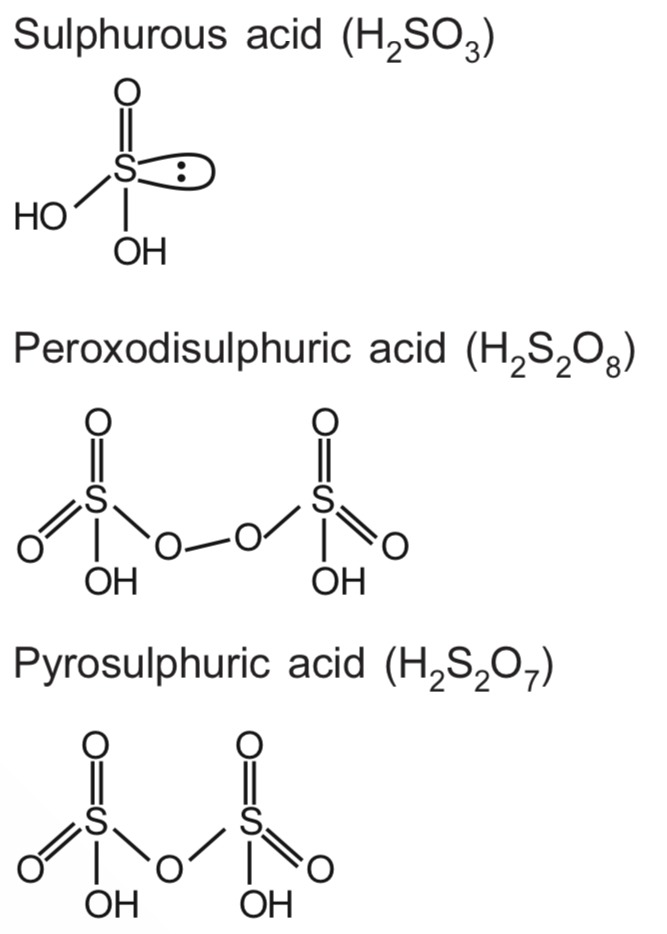 Sulphurous acid (H₂SO₃)
O
S
HO
OH
Peroxodisulphuric acid (H₂S₂O₈)
O O
S S
O O O O
OH OH
Pyrosulphuric acid (H₂S₂O₇)
O O
S S
O O O
OH OH